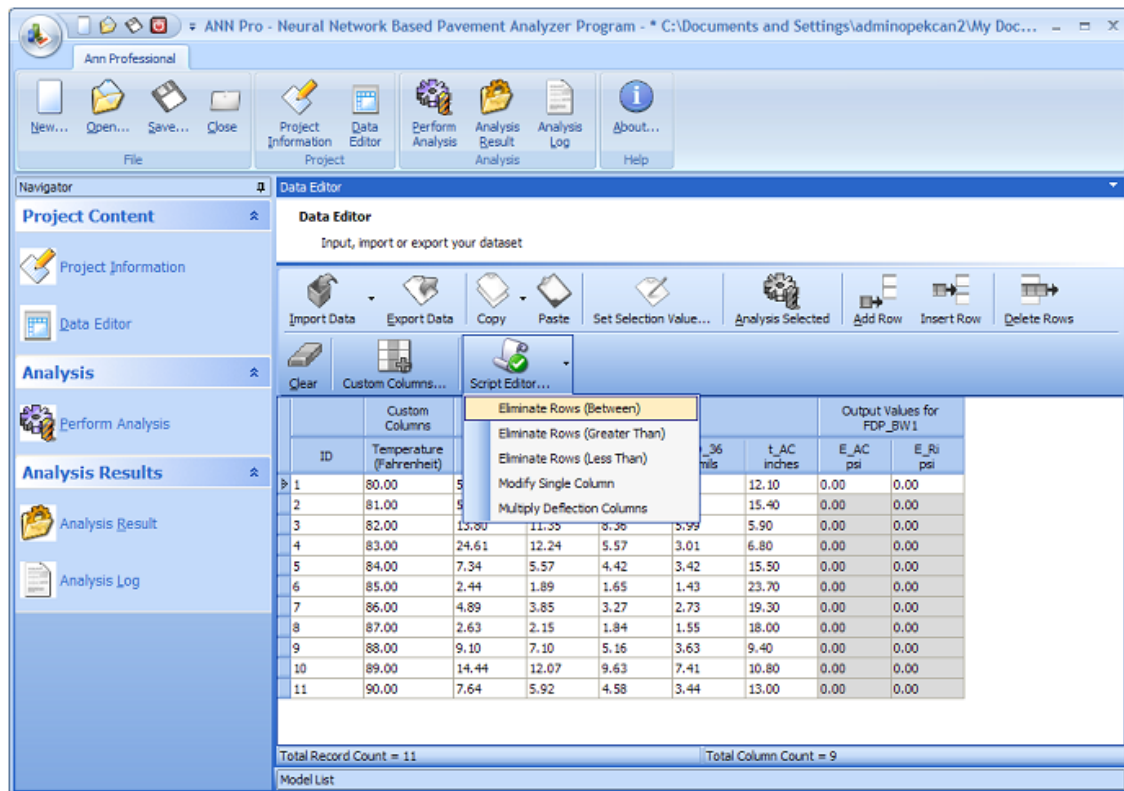 ANN Pro - Neural Network Based Pavement Analyzer Program - * C:\Documents and Settings\adminopekcan2\My Doc...
Ann Professional
New... Open... Save... Close
File
Project Information Data Editor
Project
Perform Analysis Analysis Result Analysis Log
Analysis
About...
Help
Navigator
Project Content
Project Information
Data Editor
Analysis
Perform Analysis
Analysis Results
Analysis Result
Analysis Log
Data Editor
Data Editor
Input, import or export your dataset
Import Data Export Data Copy Paste Set Selection Value... Analysis Selected Add Row Insert Row Delete Rows
Clear Custom Columns... Script Editor...
Eliminate Rows (Between)
Eliminate Rows (Greater Than)
Eliminate Rows (Less Than)
Modify Single Column
Multiply Deflection Columns
Custom Columns Output Values for FDP_BW1
ID Temperature (Fahrenheit) _36 mils t_AC inches E_AC psi E_Ri psi
1 80.00 5 12.10 0.00 0.00
2 81.00 5 15.40 0.00 0.00
3 82.00 13.80 11.35 8.36 5.99 5.90 0.00 0.00
4 83.00 24.61 12.24 5.57 3.01 6.80 0.00 0.00
5 84.00 7.34 5.57 4.42 3.42 15.50 0.00 0.00
6 85.00 2.44 1.89 1.65 1.43 23.70 0.00 0.00
7 86.00 4.89 3.85 3.27 2.73 19.30 0.00 0.00
8 87.00 2.63 2.15 1.84 1.55 18.00 0.00 0.00
9 88.00 9.10 7.10 5.16 3.63 9.40 0.00 0.00
10 89.00 14.44 12.07 9.63 7.41 10.80 0.00 0.00
11 90.00 7.64 5.92 4.58 3.44 13.00 0.00 0.00
Total Record Count = 11 Total Column Count = 9
Model List